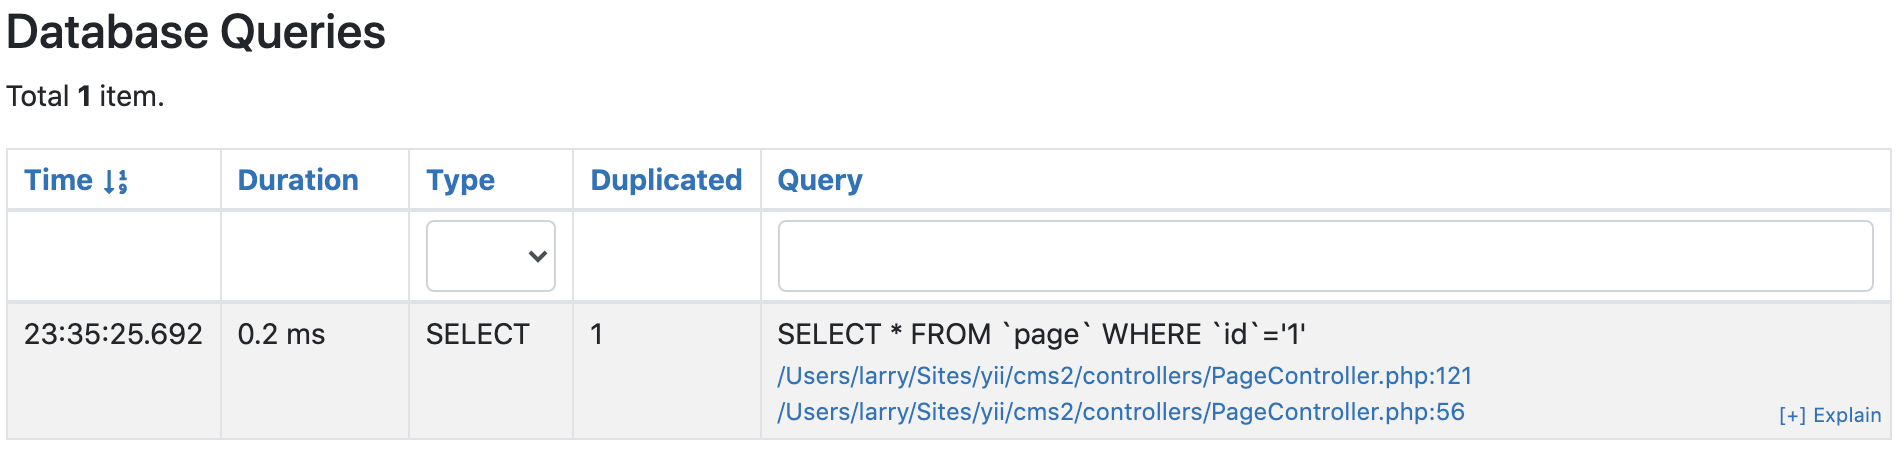 Database Queries
Total 1 item.
Time Duration Type Duplicated Query
23:35:25.692 0.2 ms SELECT 1 SELECT * FROM `page` WHERE `id`='1'
/Users/larry/Sites/yii/cms2/controllers/PageController.php:121
/Users/larry/Sites/yii/cms2/controllers/PageController.php:56
[+] Explain